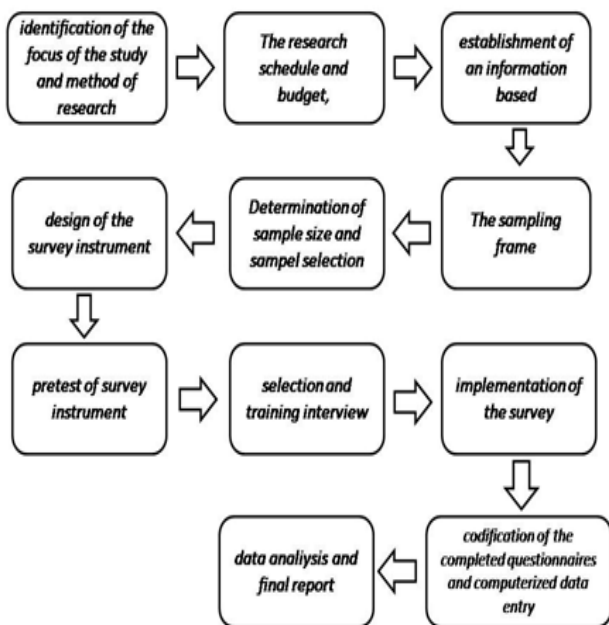 identification of the
focus of the study
and method of
research
The research
schedule and
budget,
establishment of
an information
based
The sampling
frame
Determination of
sample size and
sampel selection
design of the
survey instrument
pretest of survey
instrument
selection and
training interview
implementation of
the survey
codification of the
completed questionnaires
and computerized data
entry
data analiysis and
final report